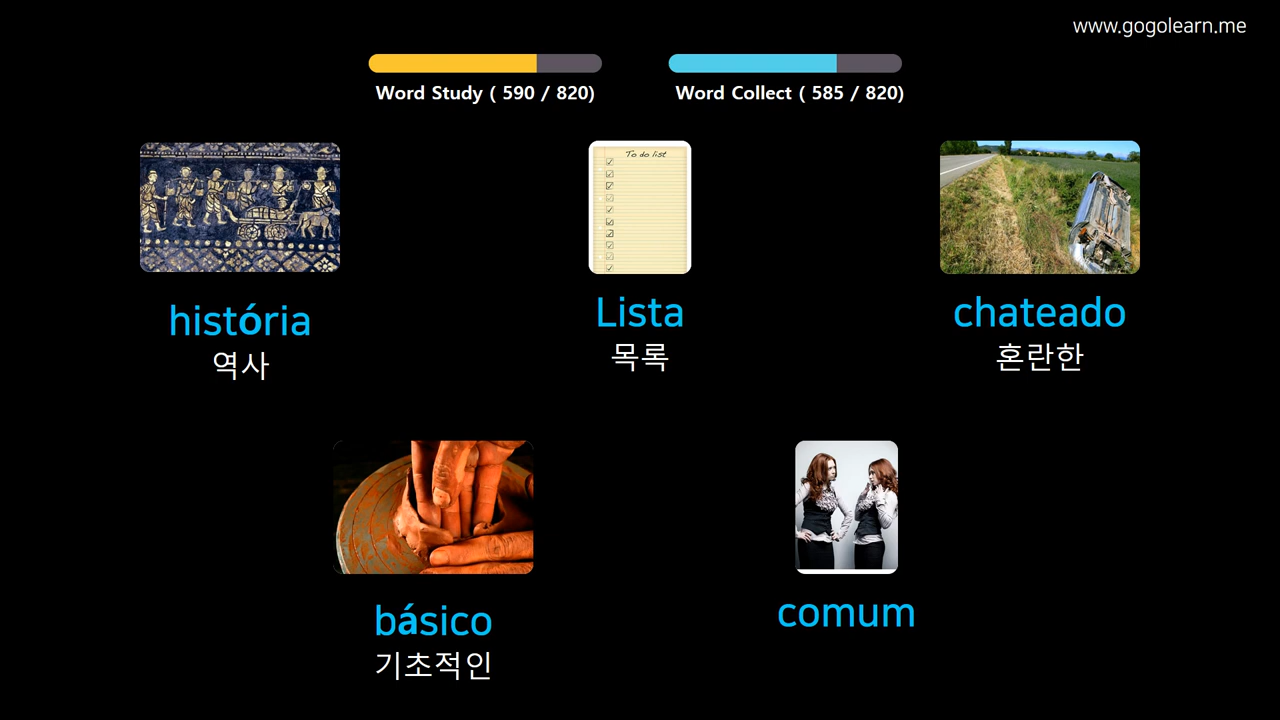 www.gogolearn.me
Word Study ( 590 / 820)
Word Collect ( 585 / 820)
To do list
história
역사
Lista
목록
chateado
혼란한
básico
기초적인
comum